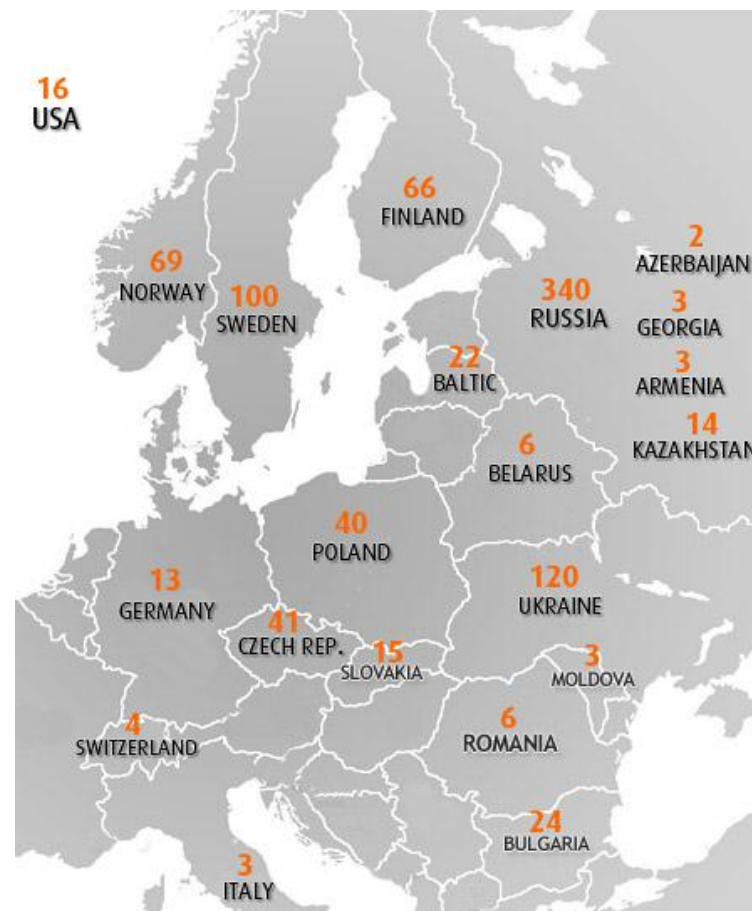 16
USA
66
FINLAND
2
AZERBAIJAN
69
NORWAY
100
SWEDEN
340
RUSSIA
3
GEORGIA
22
BALTIC
3
ARMENIA
6
BELARUS
14
KAZAKHSTAN
40
POLAND
13
GERMANY
120
UKRAINE
41
CZECH REP.
15
SLOVAKIA
3
MOLDOVA
4
SWITZERLAND
6
ROMANIA
24
BULGARIA
3
ITALY